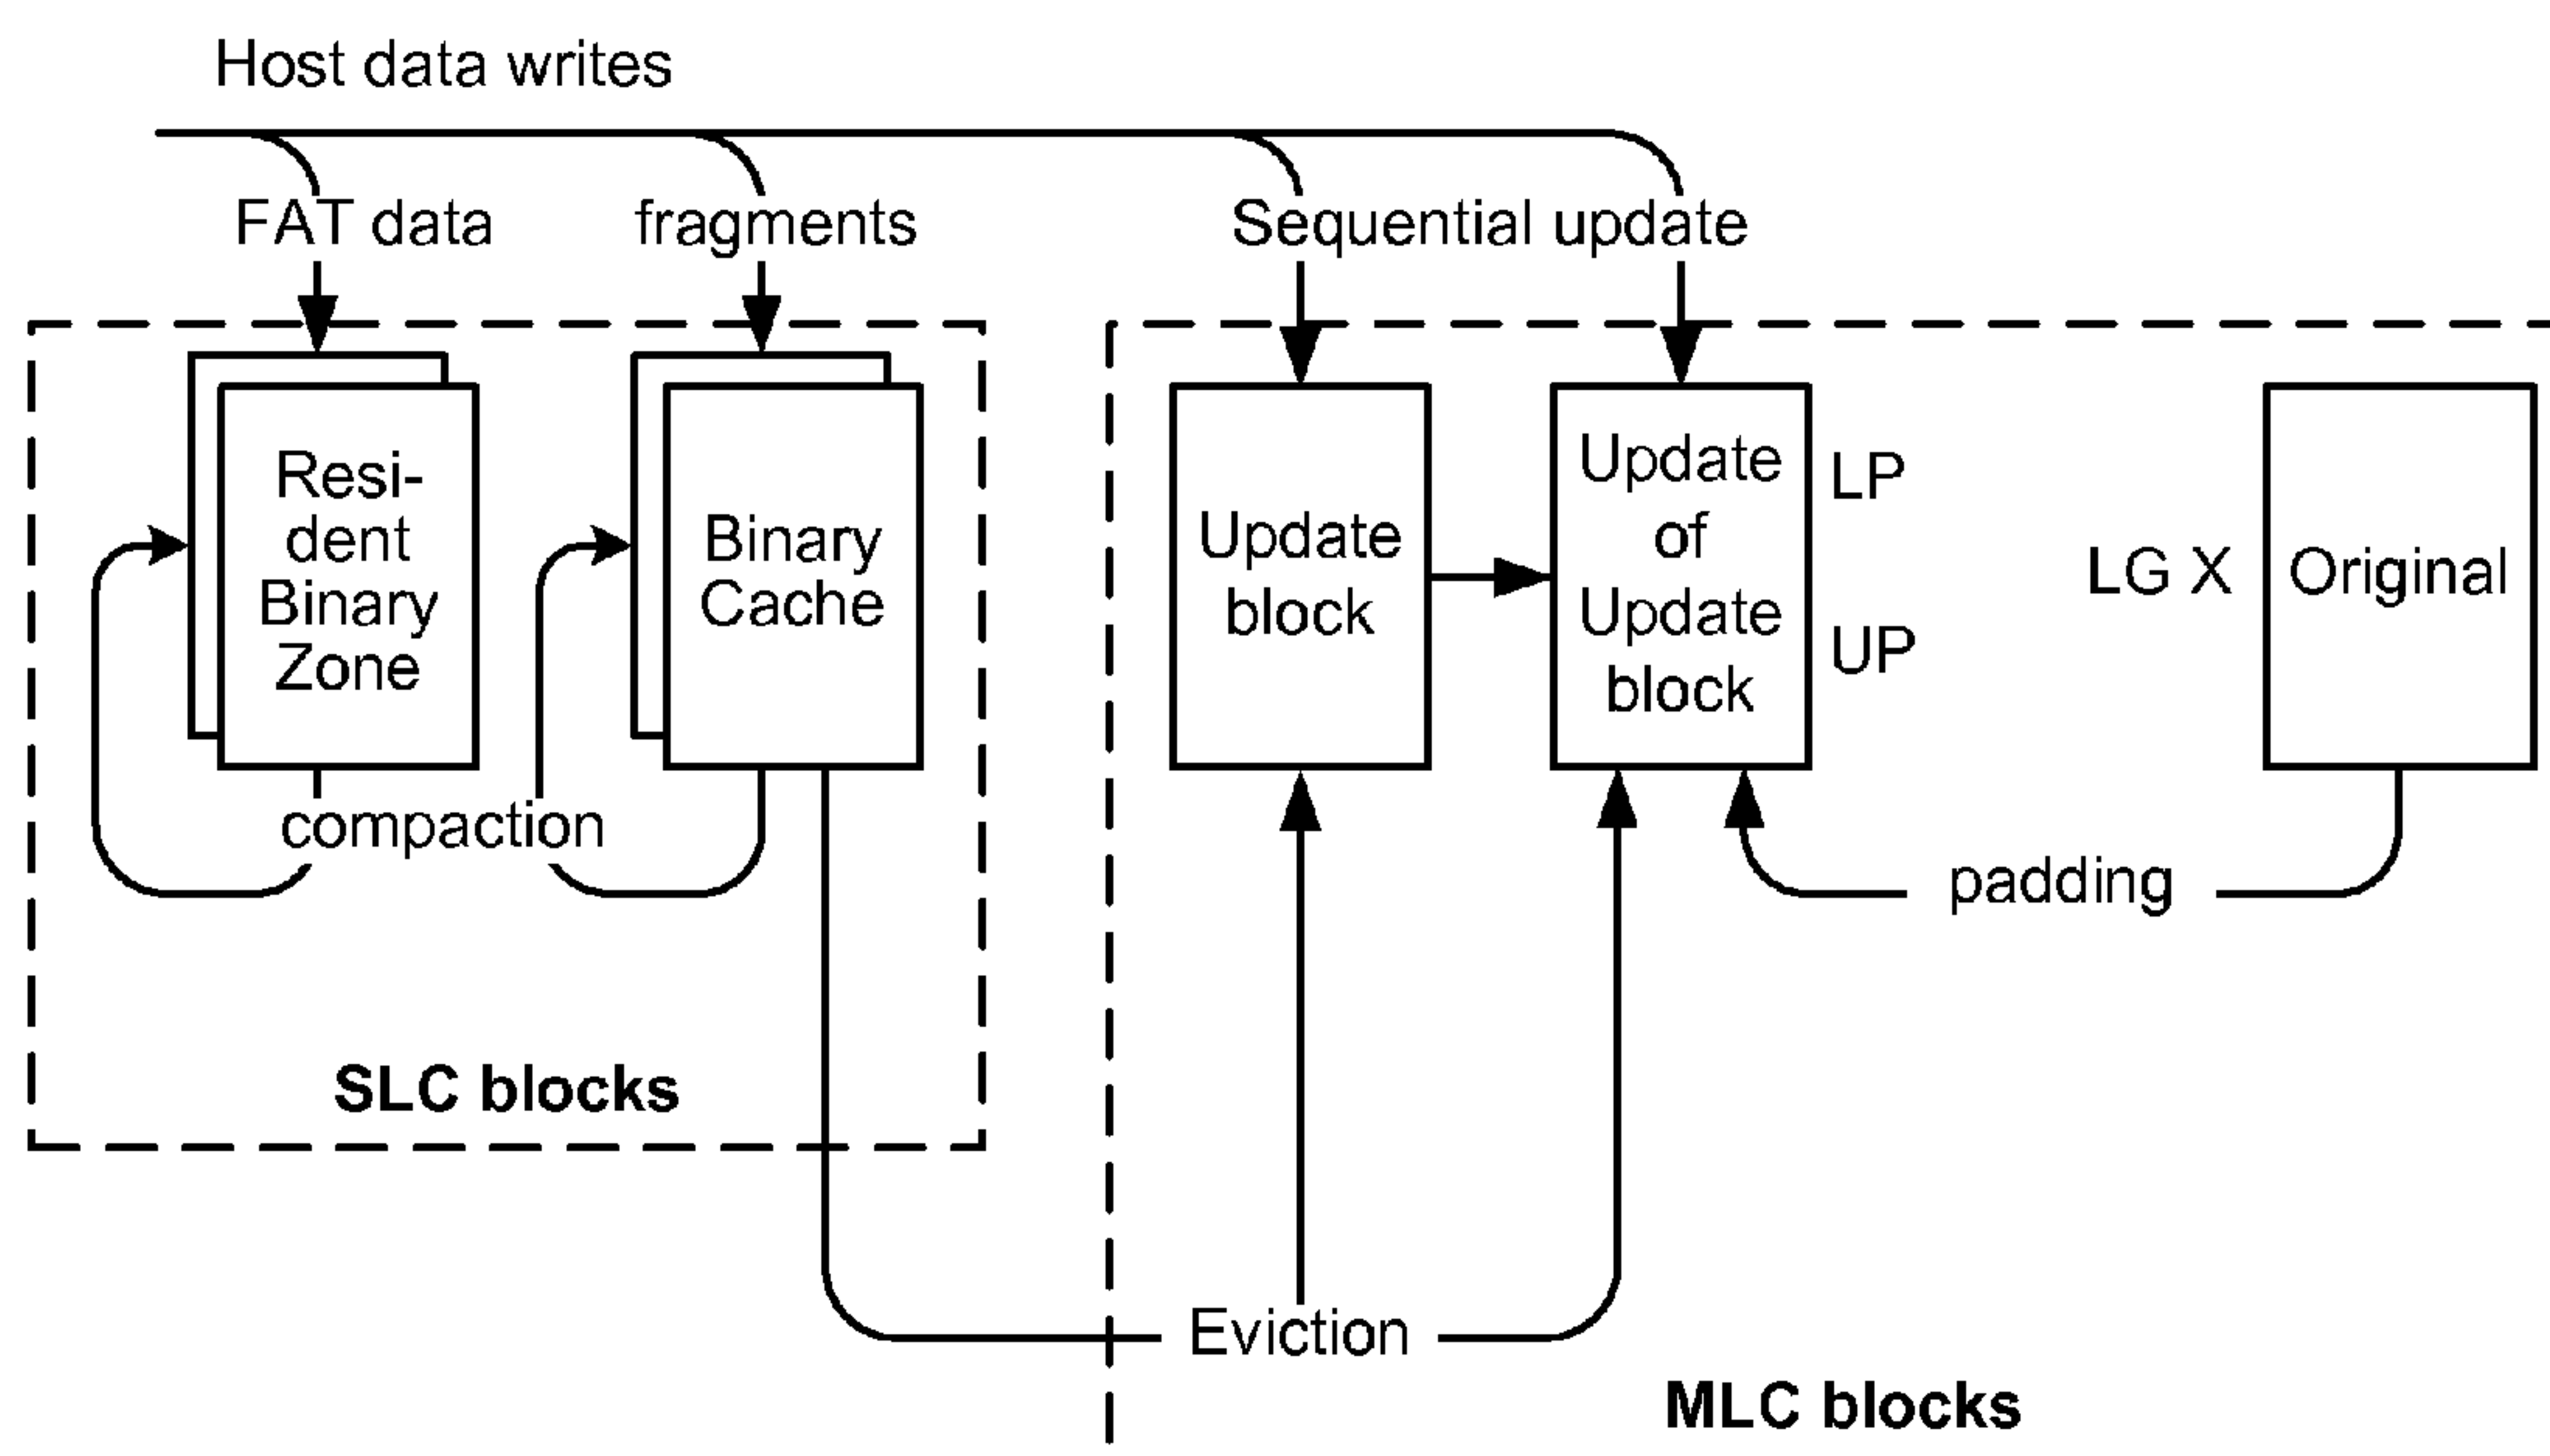 Host data writes
FAT data
fragments
Sequential update
Resi-
dent
Binary
Zone
Binary
Cache
Update
block
Update
of
Update
block
LP
UP
LG X
Original
compaction
padding
SLC blocks
Eviction
MLC blocks